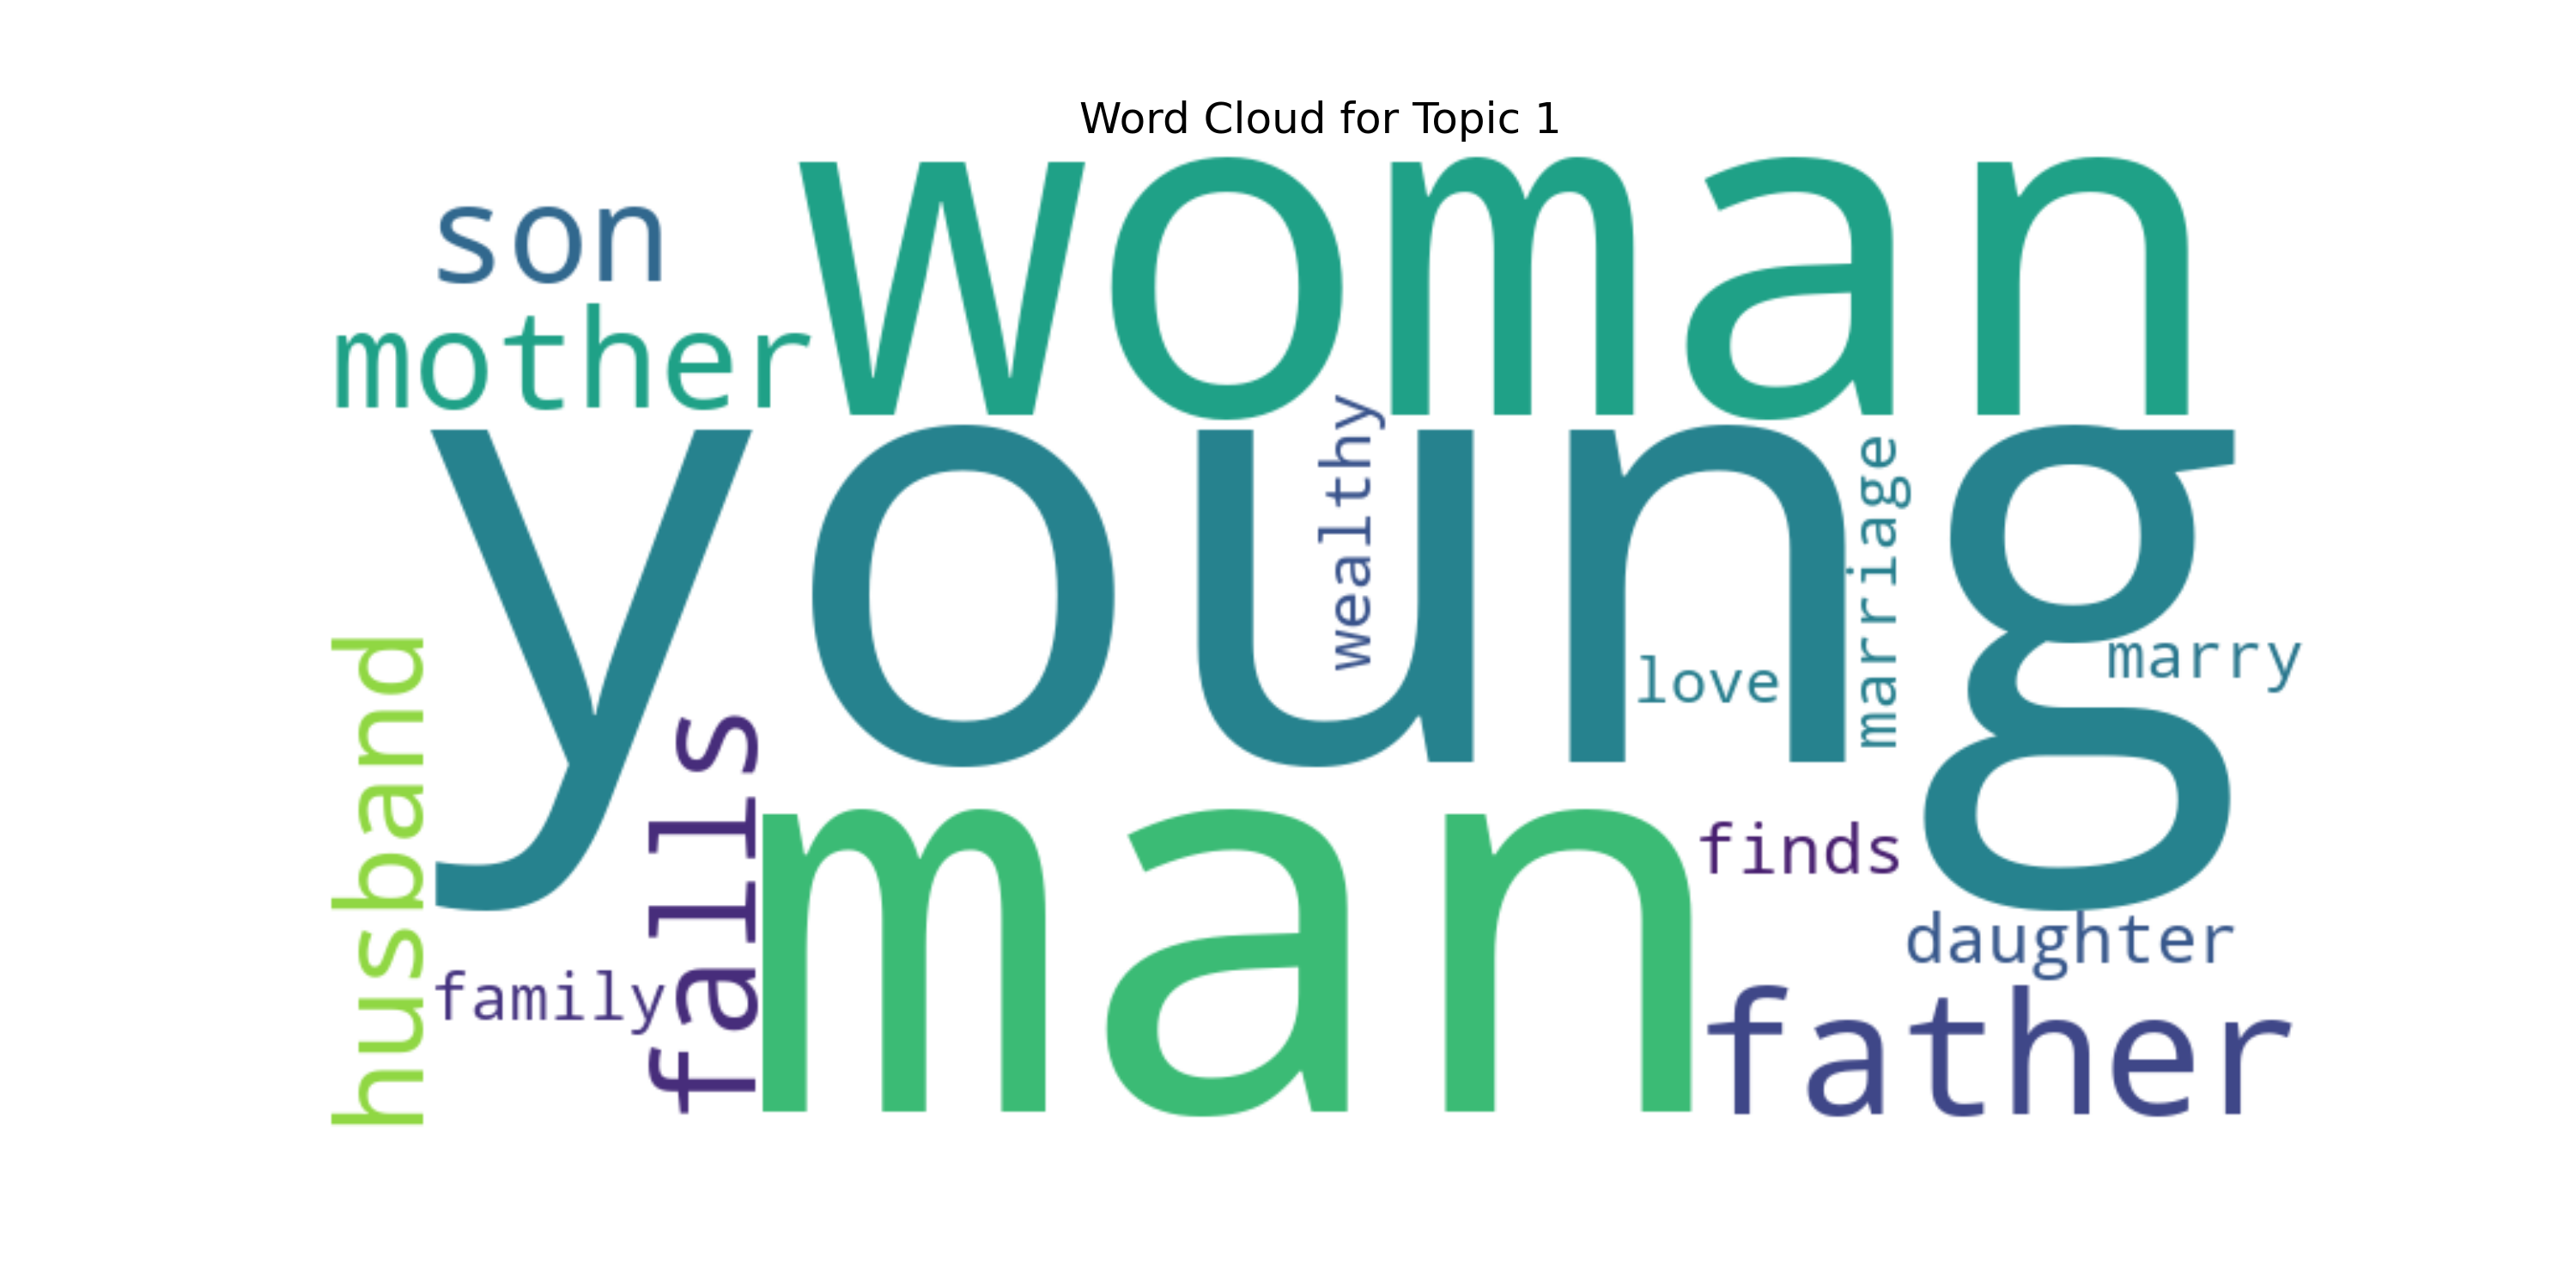 Word Cloud for Topic 1
woman
son
mother
young
wealthy
marriage
love
marry
husband
falls
man
finds
daughter
family
father